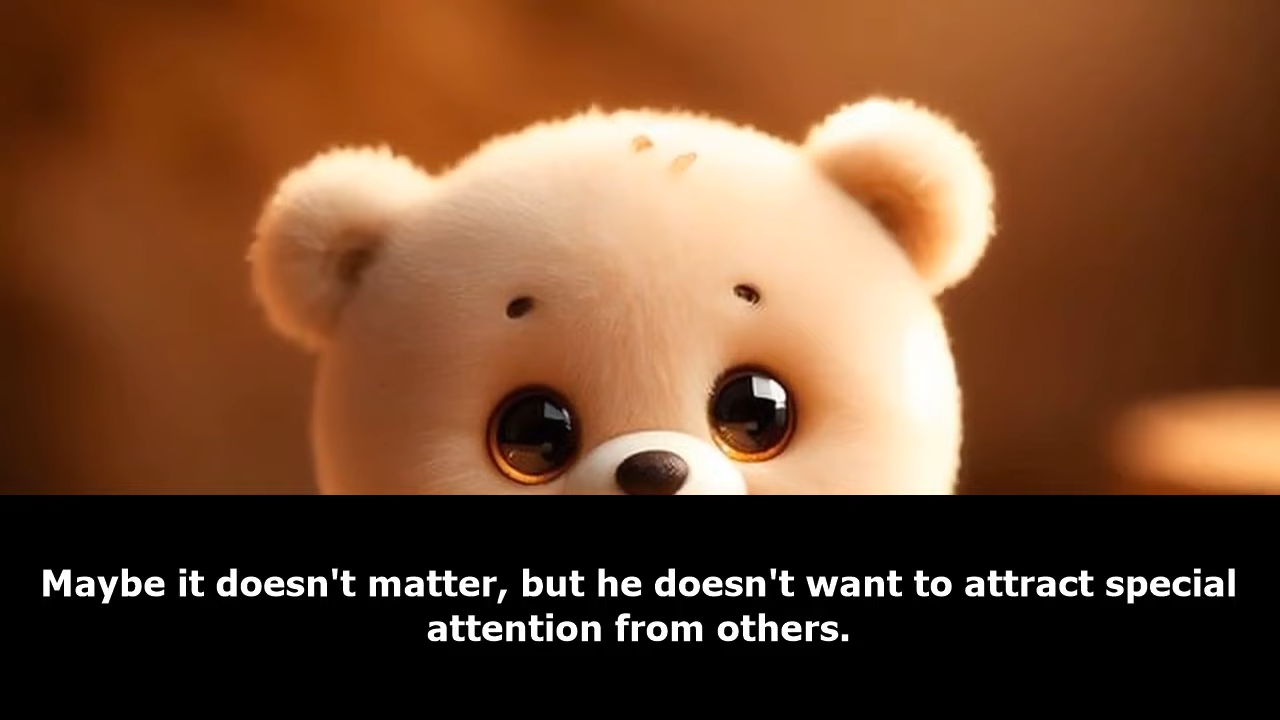 Maybe it doesn't matter, but he doesn't want to attract special
attention from others.